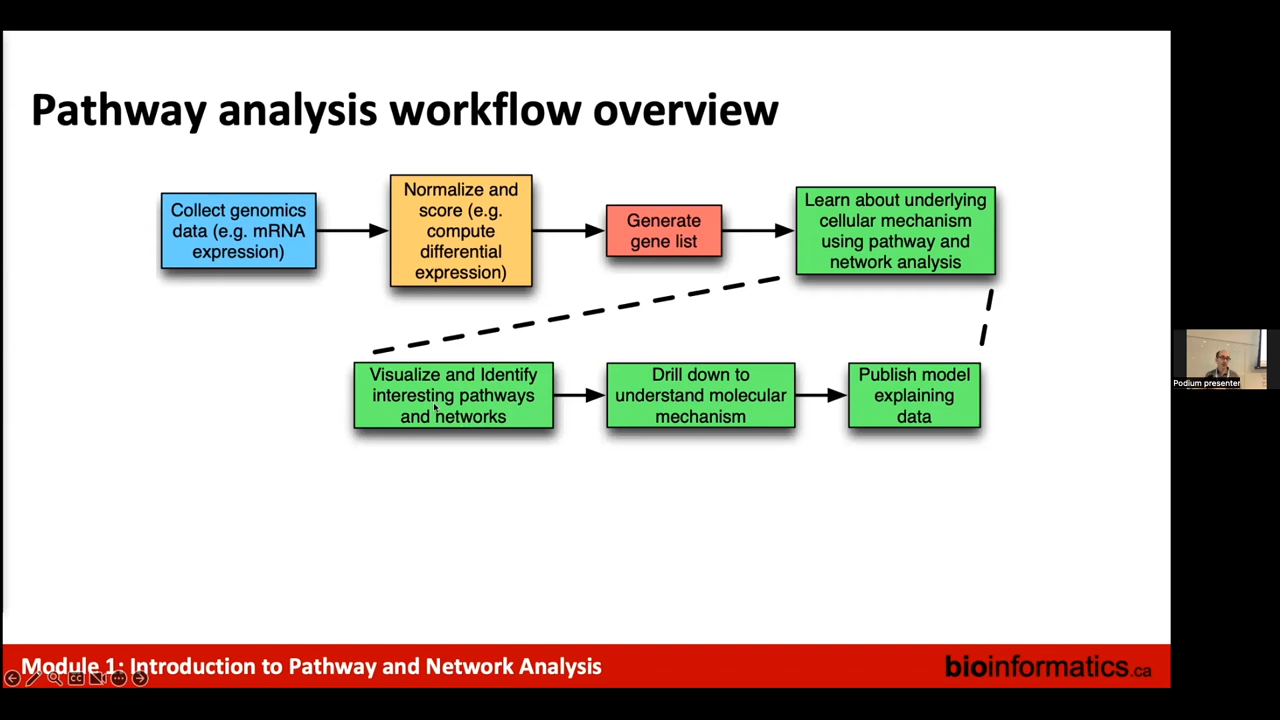 Pathway analysis workflow overview
Collect genomics
data (e.g. mRNA
expression)
Normalize and
score (e.g.
compute
differential
expression)
Generate
gene list
Learn about underlying
cellular mechanism
using pathway and
network analysis
Visualize and Identify
interesting pathways
and networks
Drill down to
understand molecular
mechanism
Publish model
explaining
data
Podium presenter
Module 1: Introduction to Pathway and Network Analysis
bioinformatics.ca
CC